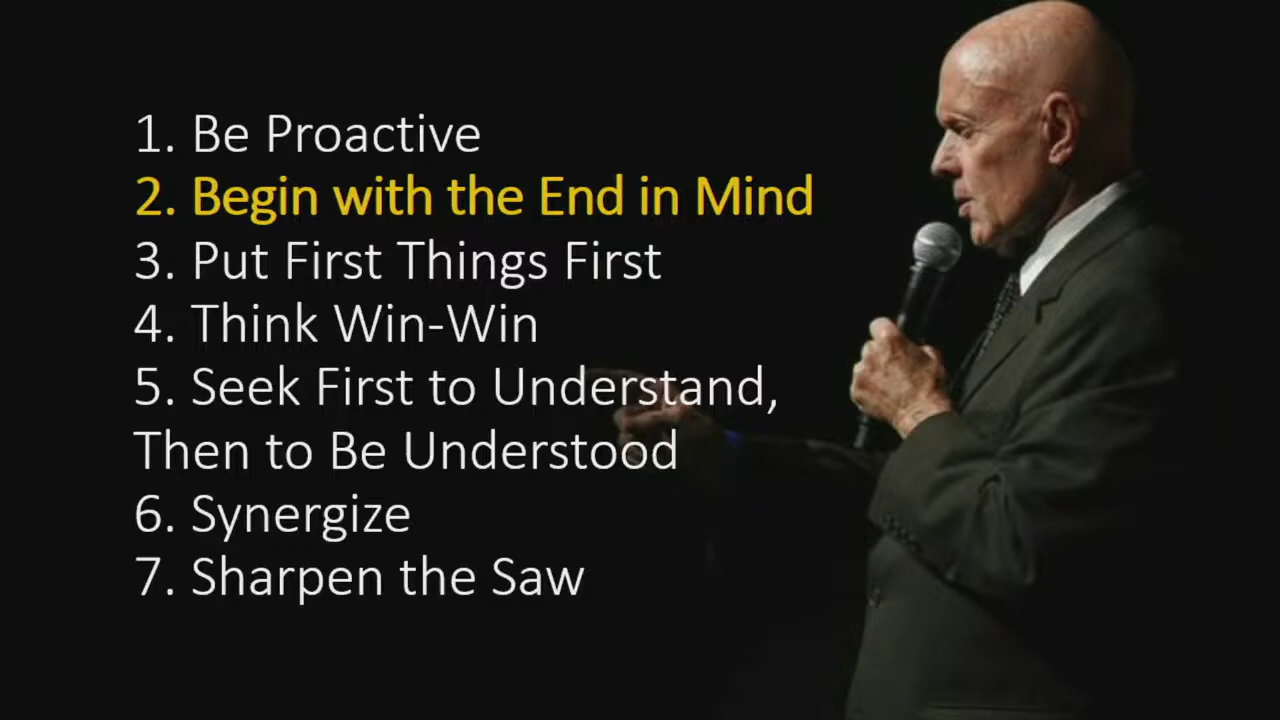 1. Be Proactive
2. Begin with the End in Mind
3. Put First Things First
4. Think Win-Win
5. Seek First to Understand,
Then to Be Understood
6. Synergize
7. Sharpen the Saw